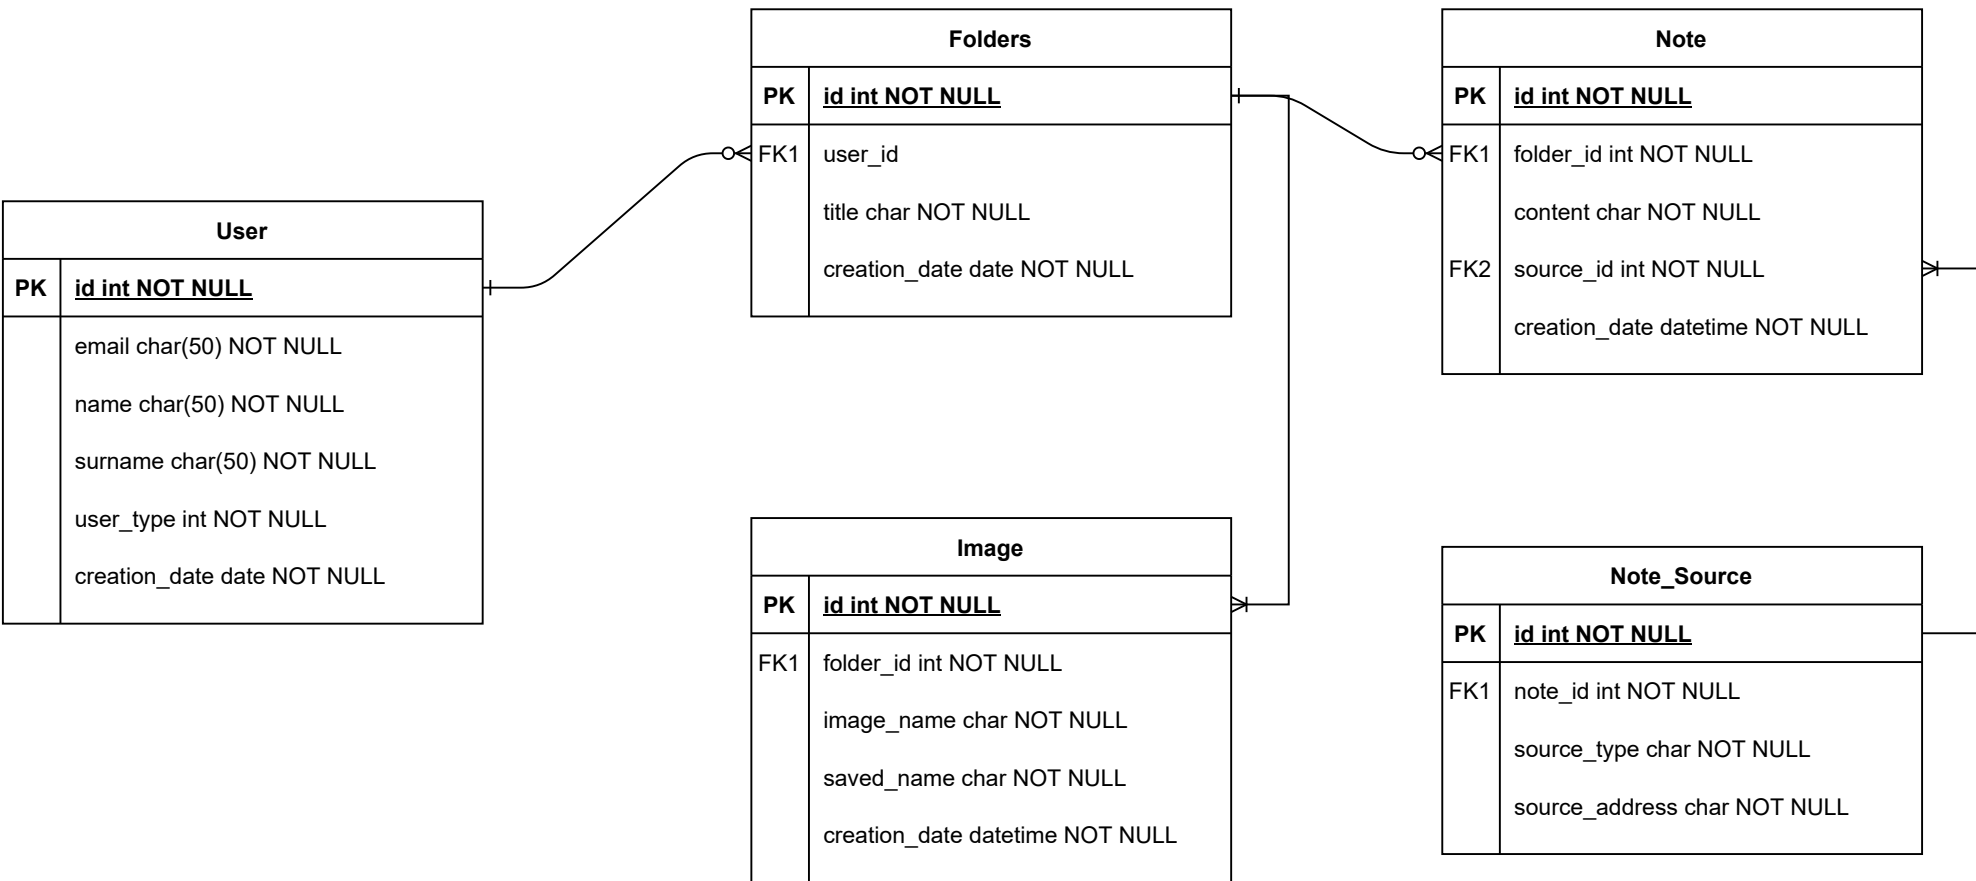 User
PK id int NOT NULL
email char(50) NOT NULL
name char(50) NOT NULL
surname char(50) NOT NULL
user_type int NOT NULL
creation_date date NOT NULL
Folders
PK id int NOT NULL
FK1 user_id
title char NOT NULL
creation_date date NOT NULL
Image
PK id int NOT NULL
FK1 folder_id int NOT NULL
image_name char NOT NULL
saved_name char NOT NULL
creation_date datetime NOT NULL
Note
PK id int NOT NULL
FK1 folder_id int NOT NULL
content char NOT NULL
FK2 source_id int NOT NULL
creation_date datetime NOT NULL
Note_Source
PK id int NOT NULL
FK1 note_id int NOT NULL
source_type char NOT NULL
source_address char NOT NULL